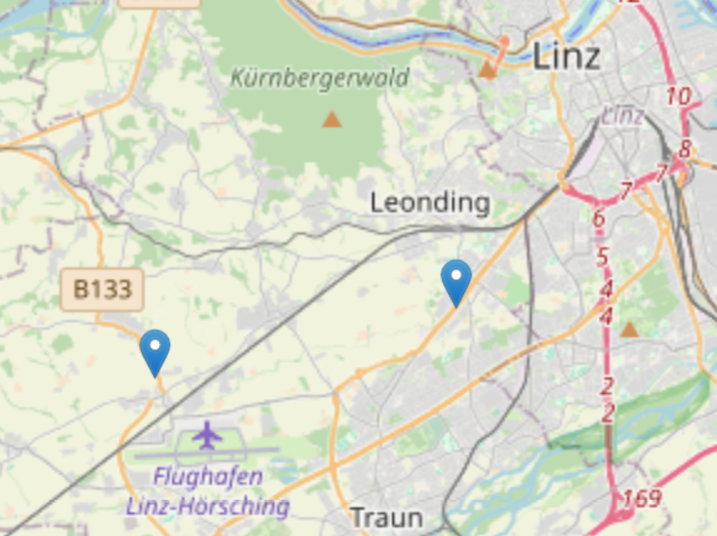 Linz
Kürnbergerwald
10
Linz
8
7
7
Leonding
6
5
B133
4
4
2
2
Flughafen
Linz-Hörsching
169
Traun